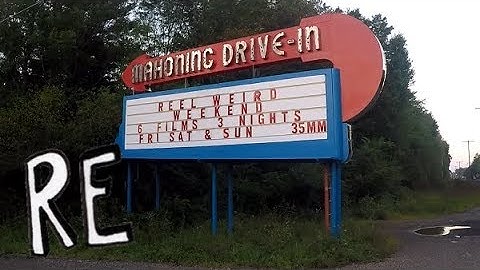 MAHONING DRIVE-IN
REEL WEIRD
WEEKEND
6 FILMS 3 NIGHTS 35MM
FRI SAT & SUN
RE